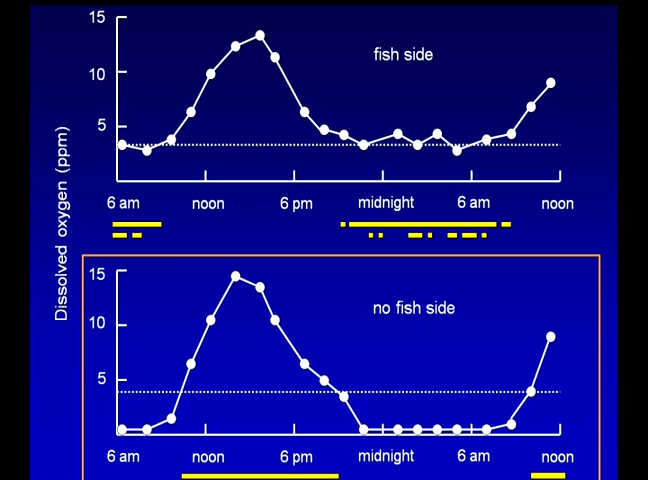 Dissolved oxygen (ppm)
15
fish side
10
5
6 am noon 6 pm midnight 6 am noon
15
no fish side
10
5
6 am noon 6 pm midnight 6 am noon